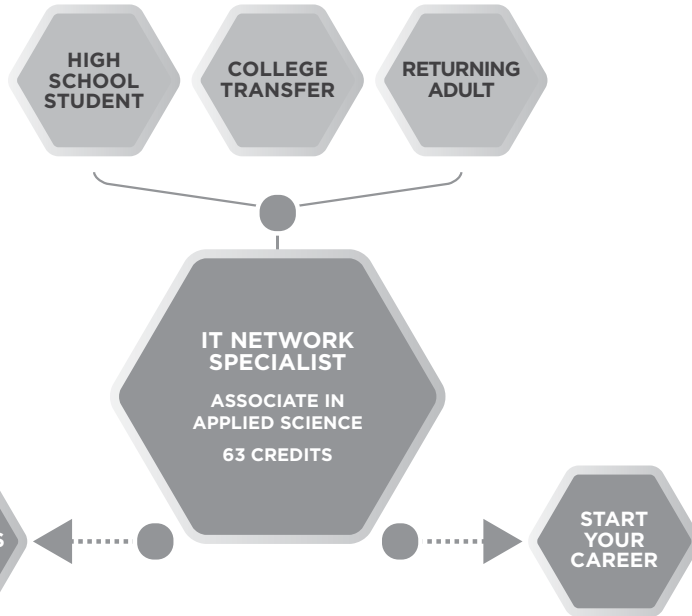 HIGH
SCHOOL
STUDENT
COLLEGE
TRANSFER
RETURNING
ADULT
IT NETWORK
SPECIALIST
ASSOCIATE IN
APPLIED SCIENCE
63 CREDITS
START
YOUR
CAREER